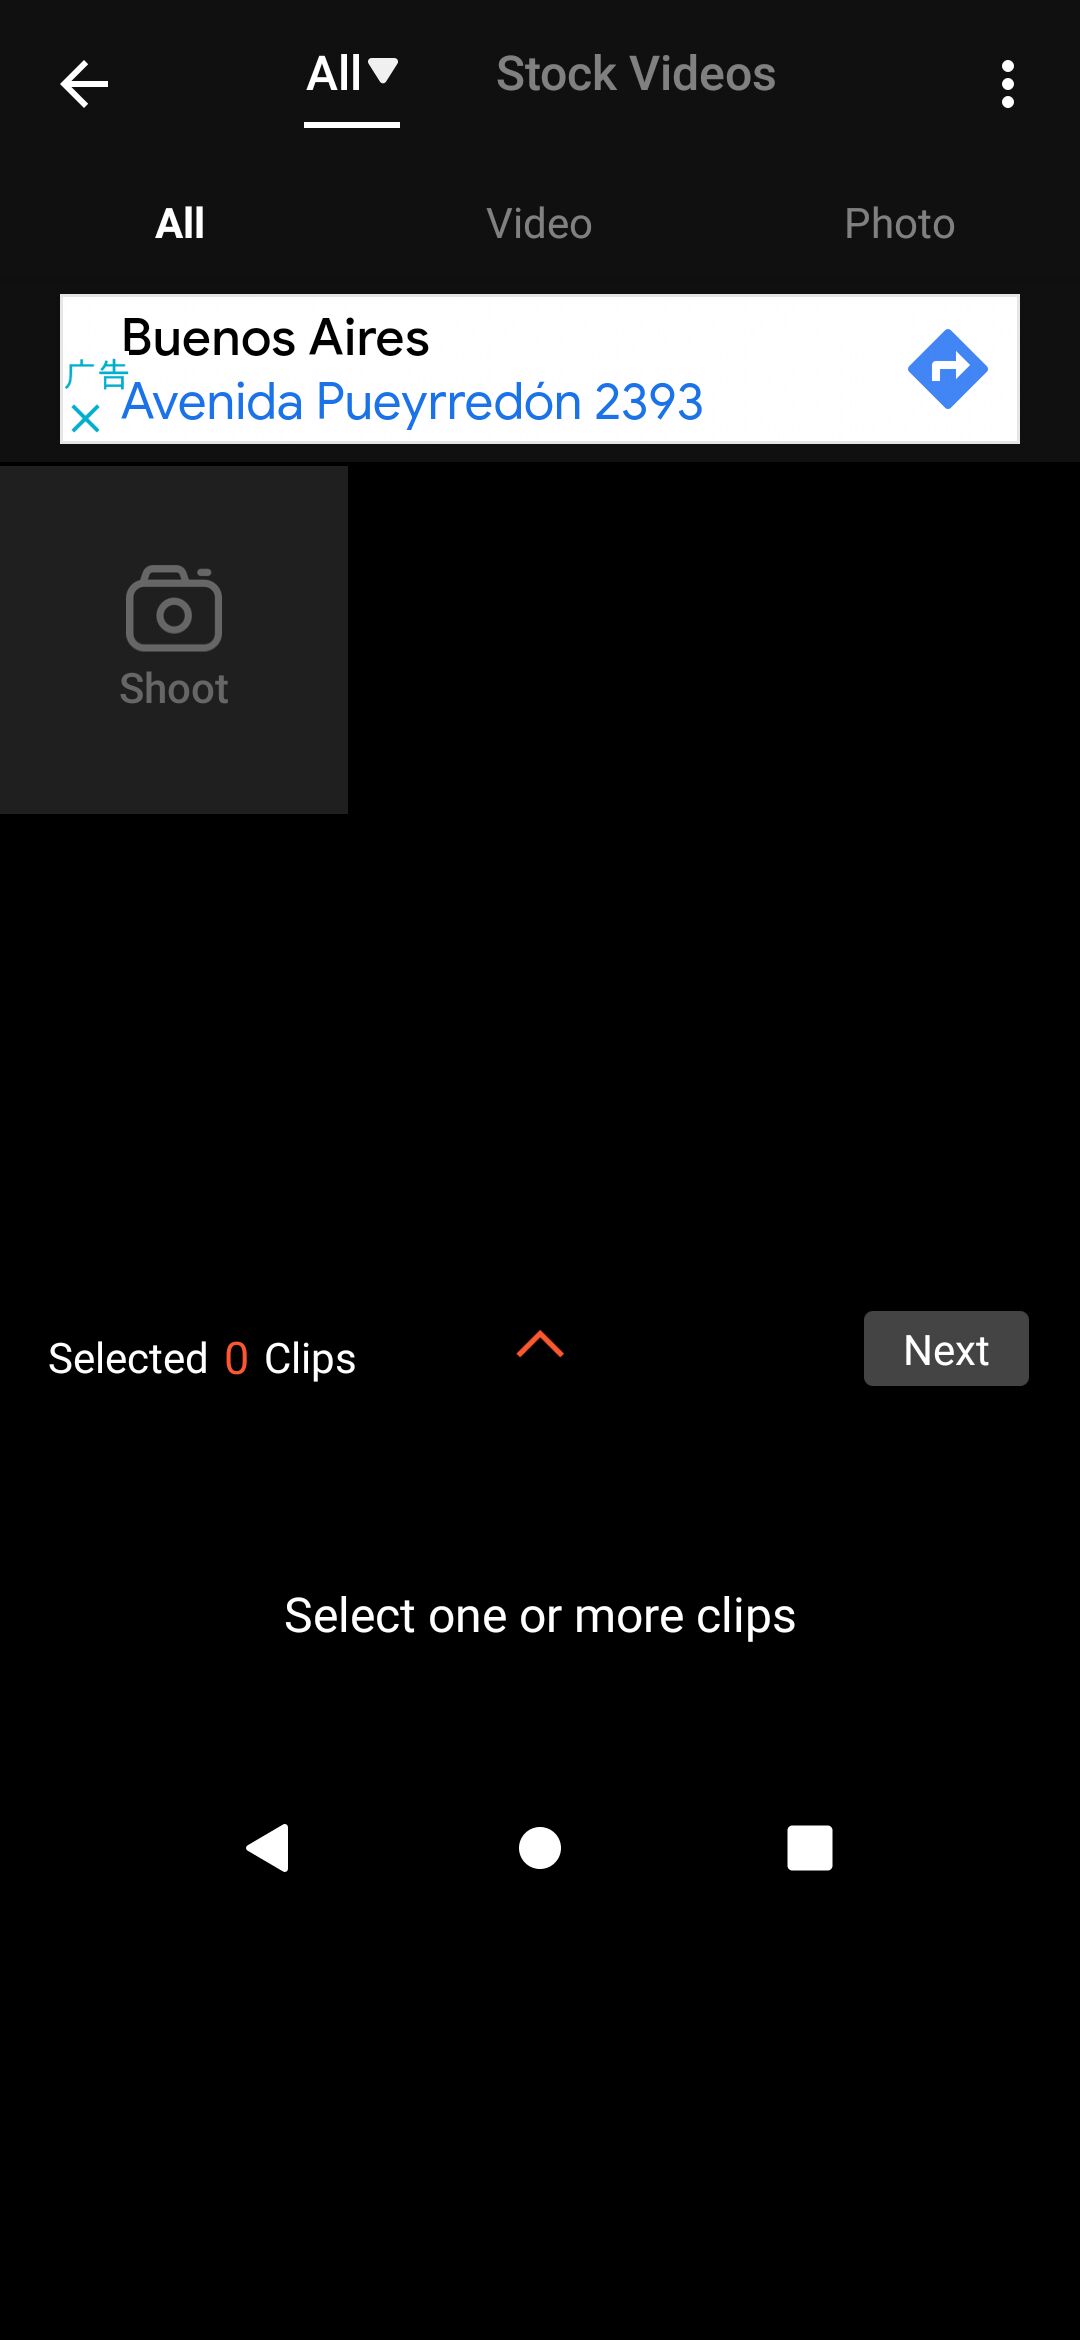 All
Stock Videos
All
Video
Photo
Buenos Aires
广告
Avenida Pueyrredón 2393
Shoot
Selected 0 Clips
Next
Select one or more clips